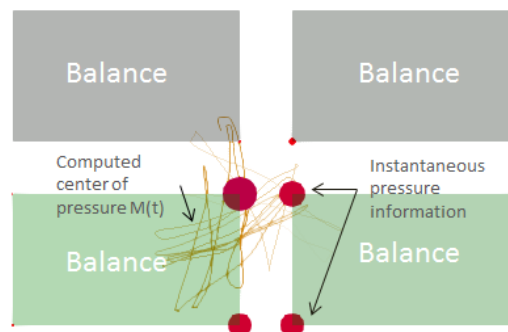 Balance
Balance
Computed
center of
pressure M(t)
Instantaneous
pressure
information
Balance
Balance